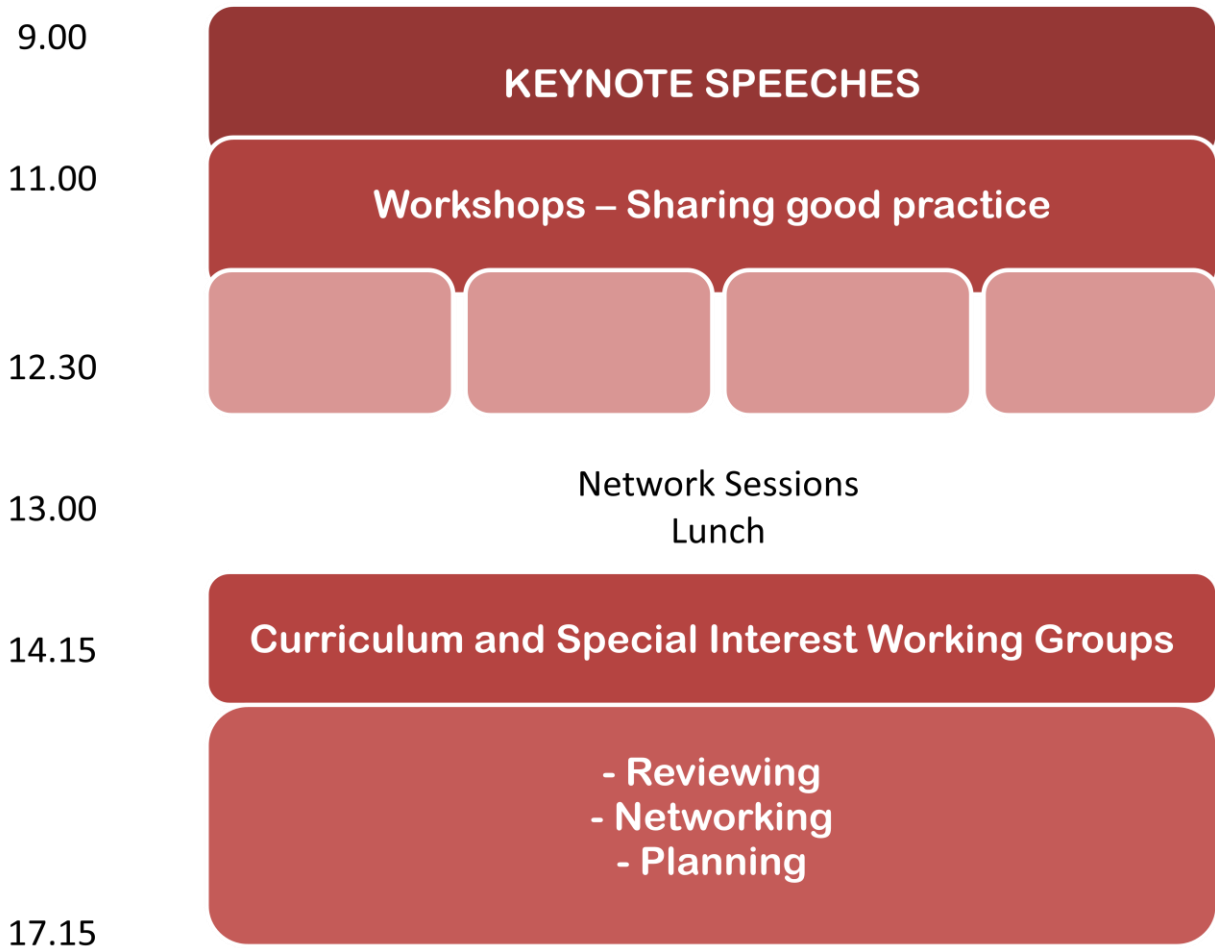 9.00
KEYNOTE SPEECHES
11.00
Workshops – Sharing good practice
12.30
Network Sessions
13.00
Lunch
14.15
Curriculum and Special Interest Working Groups
- Reviewing
- Networking
- Planning
17.15